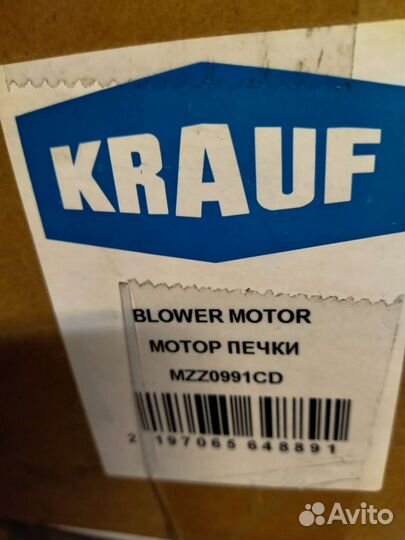 KRAUF
BLOWER MOTOR
МОТОР ПЕЧКИ
MZZ0991CD
2 197065 648891
Avito